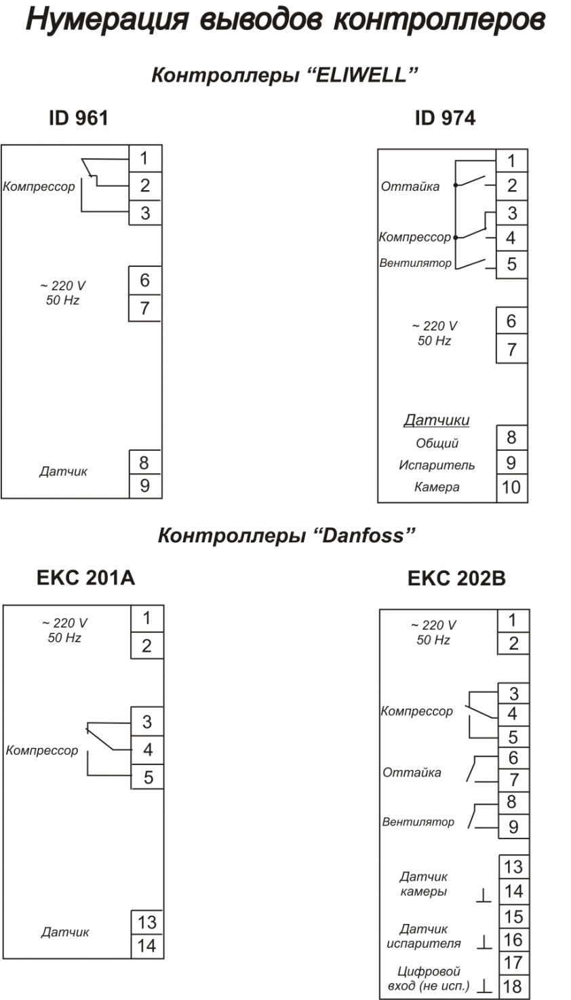 Нумерация выводов контроллеров
Контроллеры “ELIWELL”
ID 961
1
Компрессор 2
3
6
~ 220 V
50 Hz
7
8
Датчик
9
ID 974
1
Оттайка 2
3
Компрессор 4
Вентилятор 5
6
~ 220 V
50 Hz
7
Датчики
Общий 8
Испаритель 9
Камера 10
Контроллеры “Danfoss”
EKC 201A
~ 220 V 1
50 Hz 2
3
Компрессор 4
5
13
Датчик
14
EKC 202B
~ 220 V 1
50 Hz 2
3
Компрессор 4
5
6
Оттайка
7
8
Вентилятор 9
13
Датчик
камеры 14
15
Датчик
испарителя 16
17
Цифровой
вход (не исп.) 18